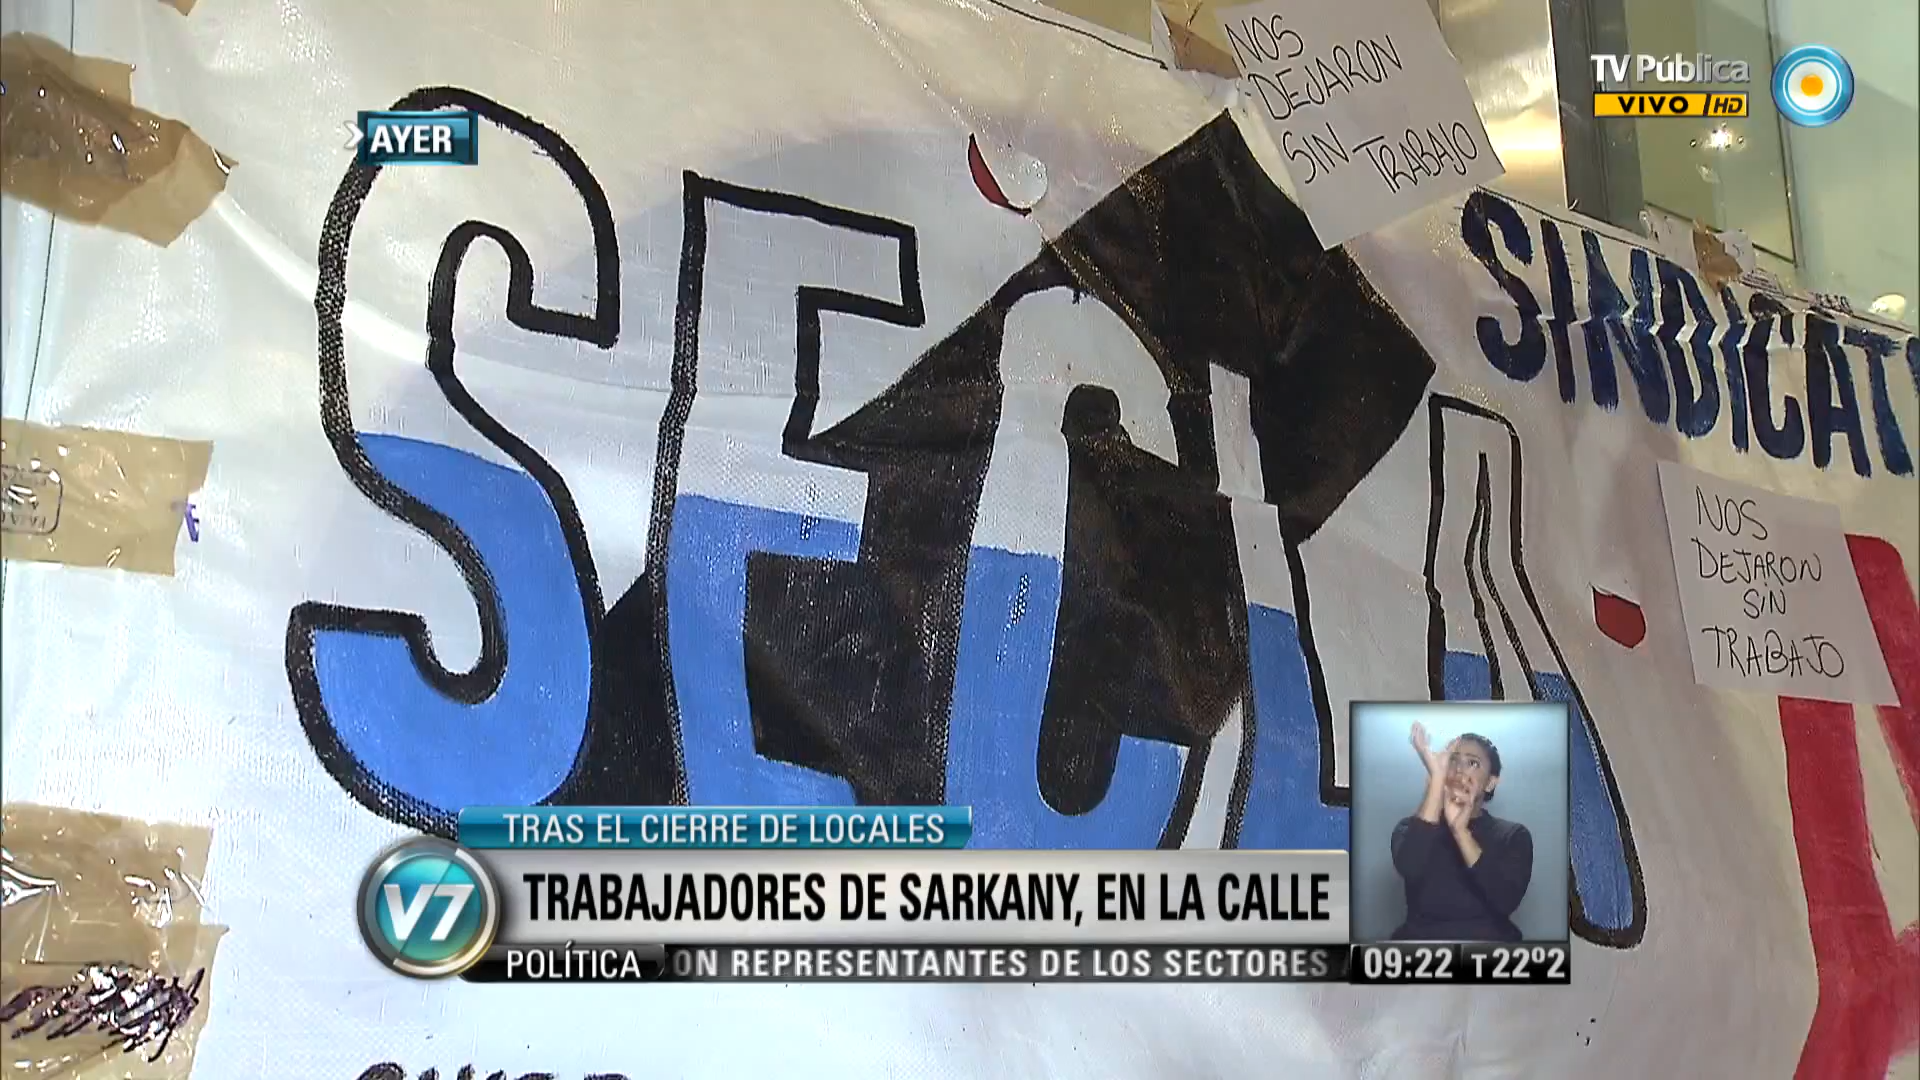 NOS
DEJARON
SIN
TRABAJO
TV Pública
VIVO HD
AYER
SECLA
SINDICAT
NOS
DEJARON
SIN
TRABAJO
TRAS EL CIERRE DE LOCALES
V7
TRABAJADORES DE SARKANY, EN LA CALLE
POLÍTICA
ON REPRESENTANTES DE LOS SECTORES
09:22 T22º2